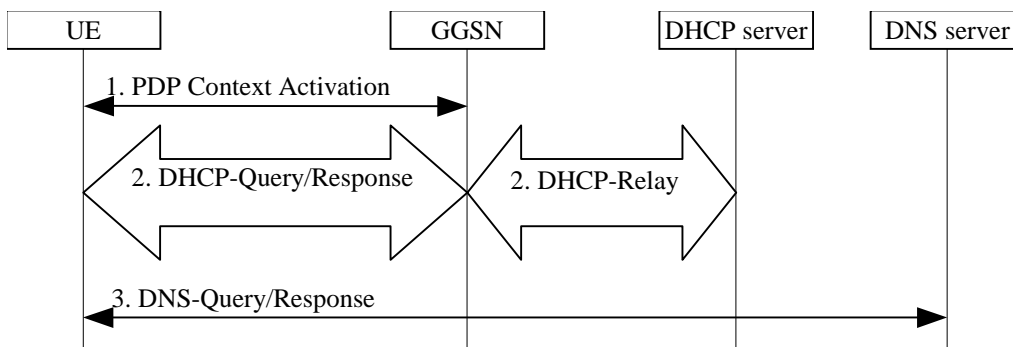 UE
GGSN
DHCP server
DNS server
1. PDP Context Activation
2. DHCP-Query/Response
2. DHCP-Relay
3. DNS-Query/Response